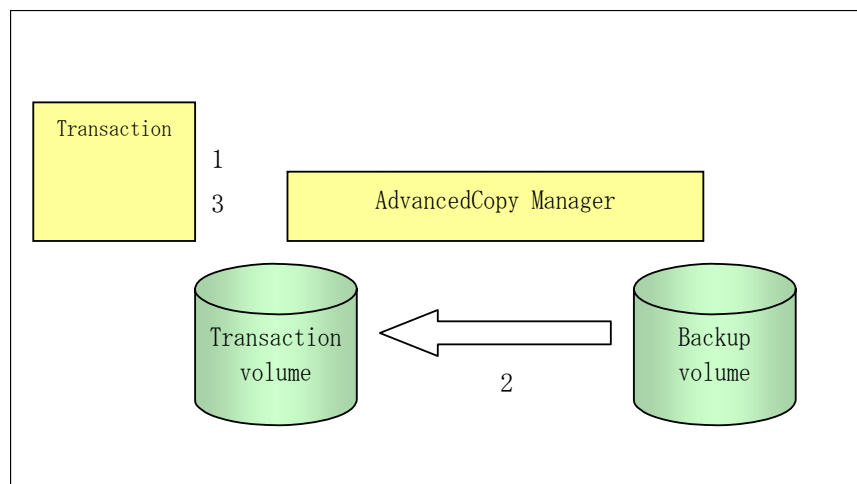 Transaction
1
3
AdvancedCopy Manager
Transaction
volume
Backup
volume
2